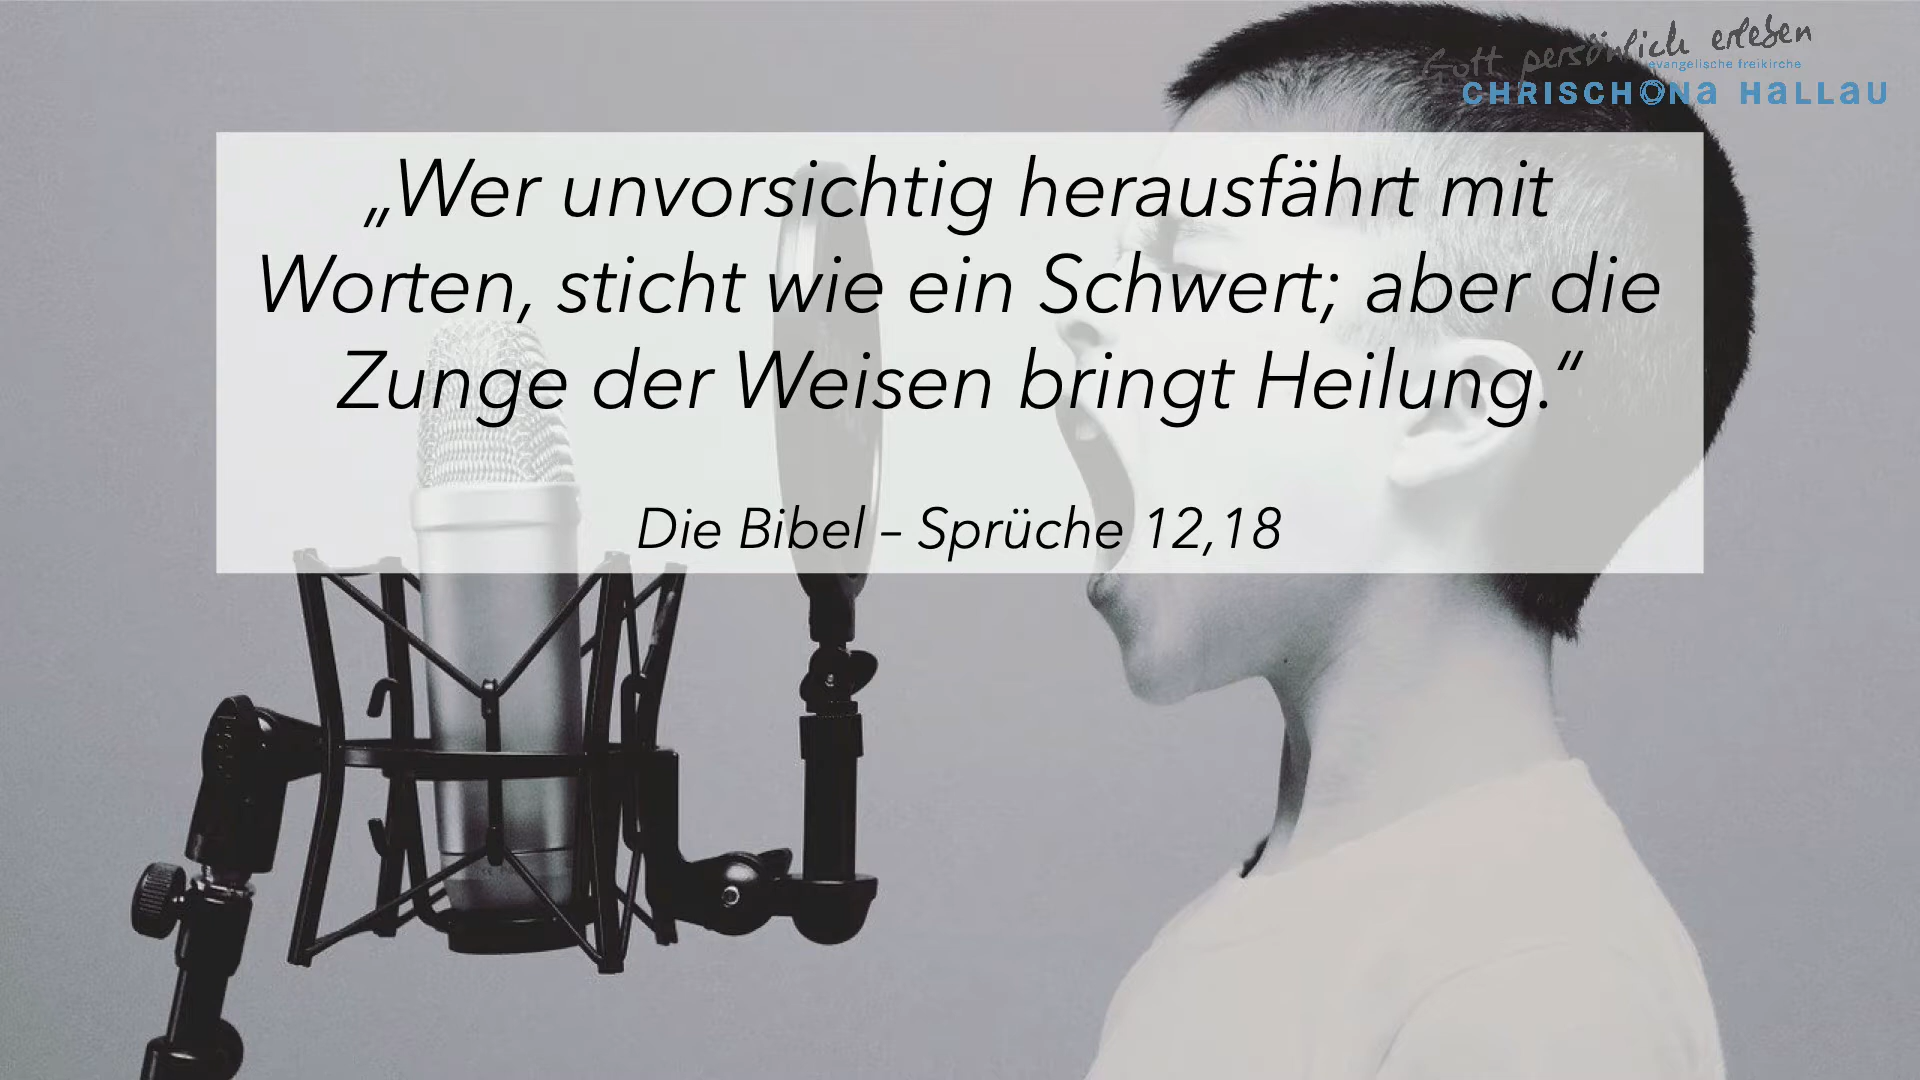 Gott persönlich erleben
evangelische freikirche
CHRISCHONA HALLAU
„Wer unvorsichtig herausfährt mit
Worten, sticht wie ein Schwert; aber die
Zunge der Weisen bringt Heilung.“
Die Bibel – Sprüche 12,18